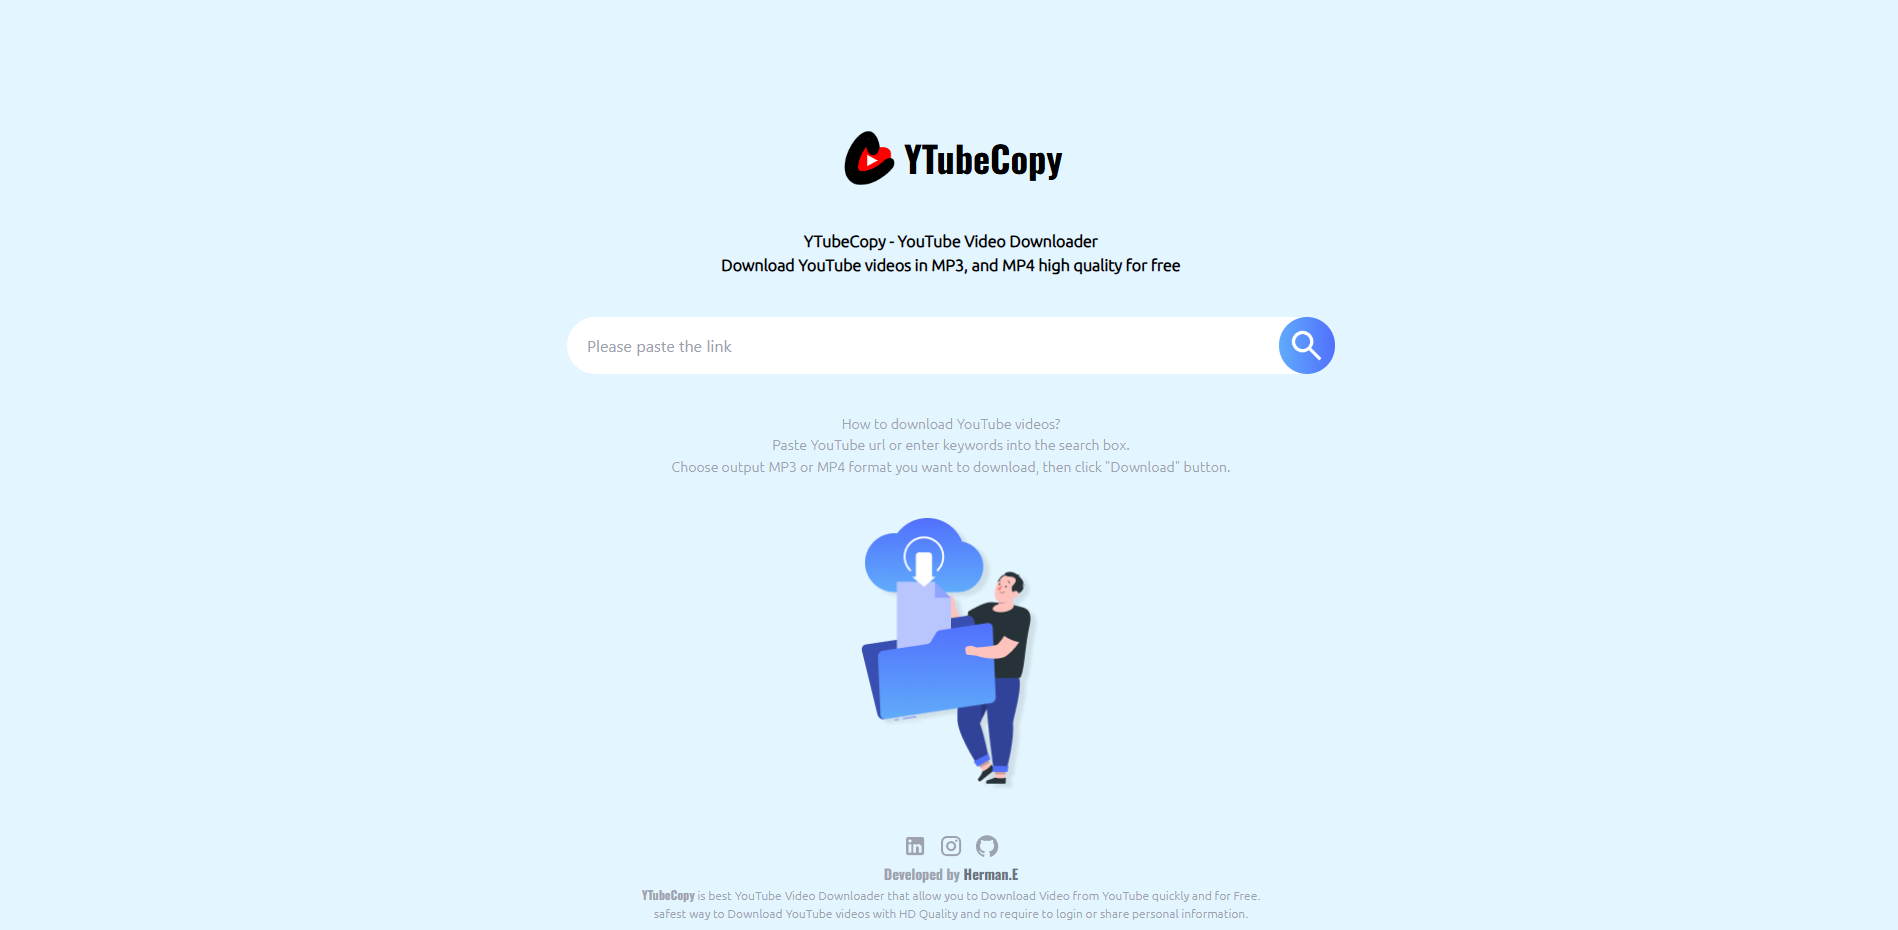 YTubeCopy
YTubeCopy - YouTube Video Downloader
Download YouTube videos in MP3, and MP4 high quality for free
Please paste the link
How to download YouTube videos?
Paste YouTube url or enter keywords into the search box.
Choose output MP3 or MP4 format you want to download, then click "Download" button.
in
Developed by Herman.E
YTubeCopy is best YouTube Video Downloader that allow you to Download Video from YouTube quickly and for Free.
safest way to Download YouTube videos with HD Quality and no require to login or share personal information.